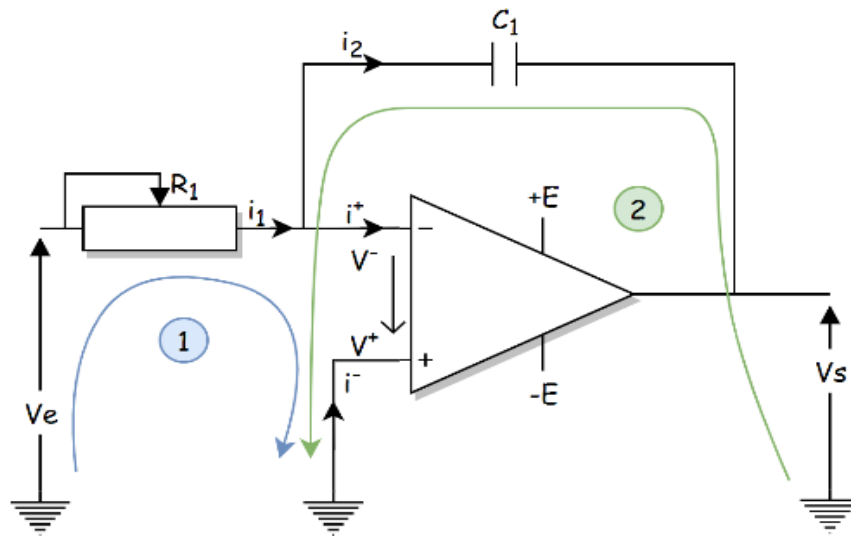 C₁
i₂
R₁
+E
i₁
i⁺
−
2
V⁻
1
V⁺
+
i⁻
-E
Ve
Vs